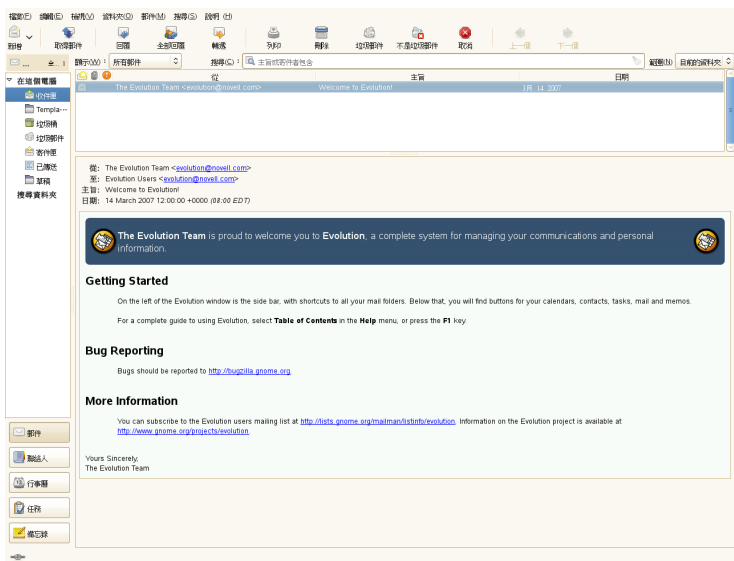 檔案(F) 編輯(E) 檢視(V) 資料夾(O) 郵件(M) 搜尋(S) 說明 (H)
新增 取得郵件 回覆 全部回覆 轉遞 列印 刪除 垃圾郵件 不是垃圾郵件 取消 上一個 下一個
顯示(W)： 所有郵件 搜尋(C)： 主旨或寄件者包含 範圍(N) 目前的資料夾
在這個電腦
收件匣
Templa...
垃圾桶
垃圾郵件
寄件匣
已傳送
草稿
搜尋資料夾
從 主旨 日期
The Evolution Team <evolution@novell.com> Welcome to Evolution! 3月 14 2007
從: The Evolution Team <evolution@novell.com>
至: Evolution Users <evolution@novell.com>
主旨: Welcome to Evolution!
日期: 14 March 2007 12:00:00 +0000 (08:00 EDT)
The Evolution Team is proud to welcome you to Evolution, a complete system for managing your communications and personal
information.
Getting Started
On the left of the Evolution window is the side bar, with shortcuts to all your mail folders. Below that, you will find buttons for your calendars, contacts, tasks, mail and memos.
For a complete guide to using Evolution, select Table of Contents in the Help menu, or press the F1 key.
Bug Reporting
Bugs should be reported to http://bugzilla.gnome.org.
More Information
You can subscribe to the Evolution users mailing list at http://lists.gnome.org/mailman/listinfo/evolution. Information on the Evolution project is available at
http://www.gnome.org/projects/evolution.
Yours Sincerely,
The Evolution Team
郵件
聯絡人
行事曆
任務
備忘錄